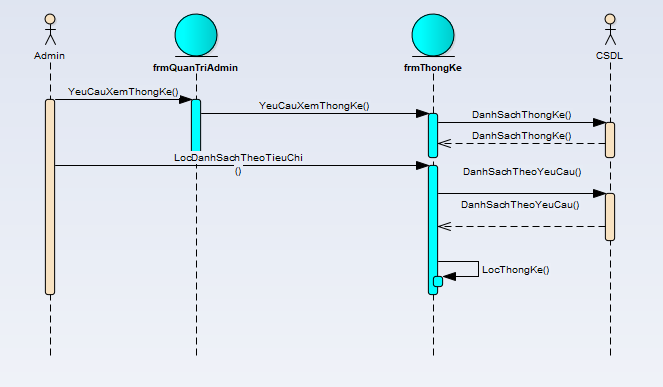 Admin
frmQuanTriAdmin
frmThongKe
CSDL
YeuCauXemThongKe()
YeuCauXemThongKe()
DanhSachThongKe()
DanhSachThongKe()
LocDanhSachTheoTieuChi
()
DanhSachTheoYeuCau()
DanhSachTheoYeuCau()
LocThongKe()